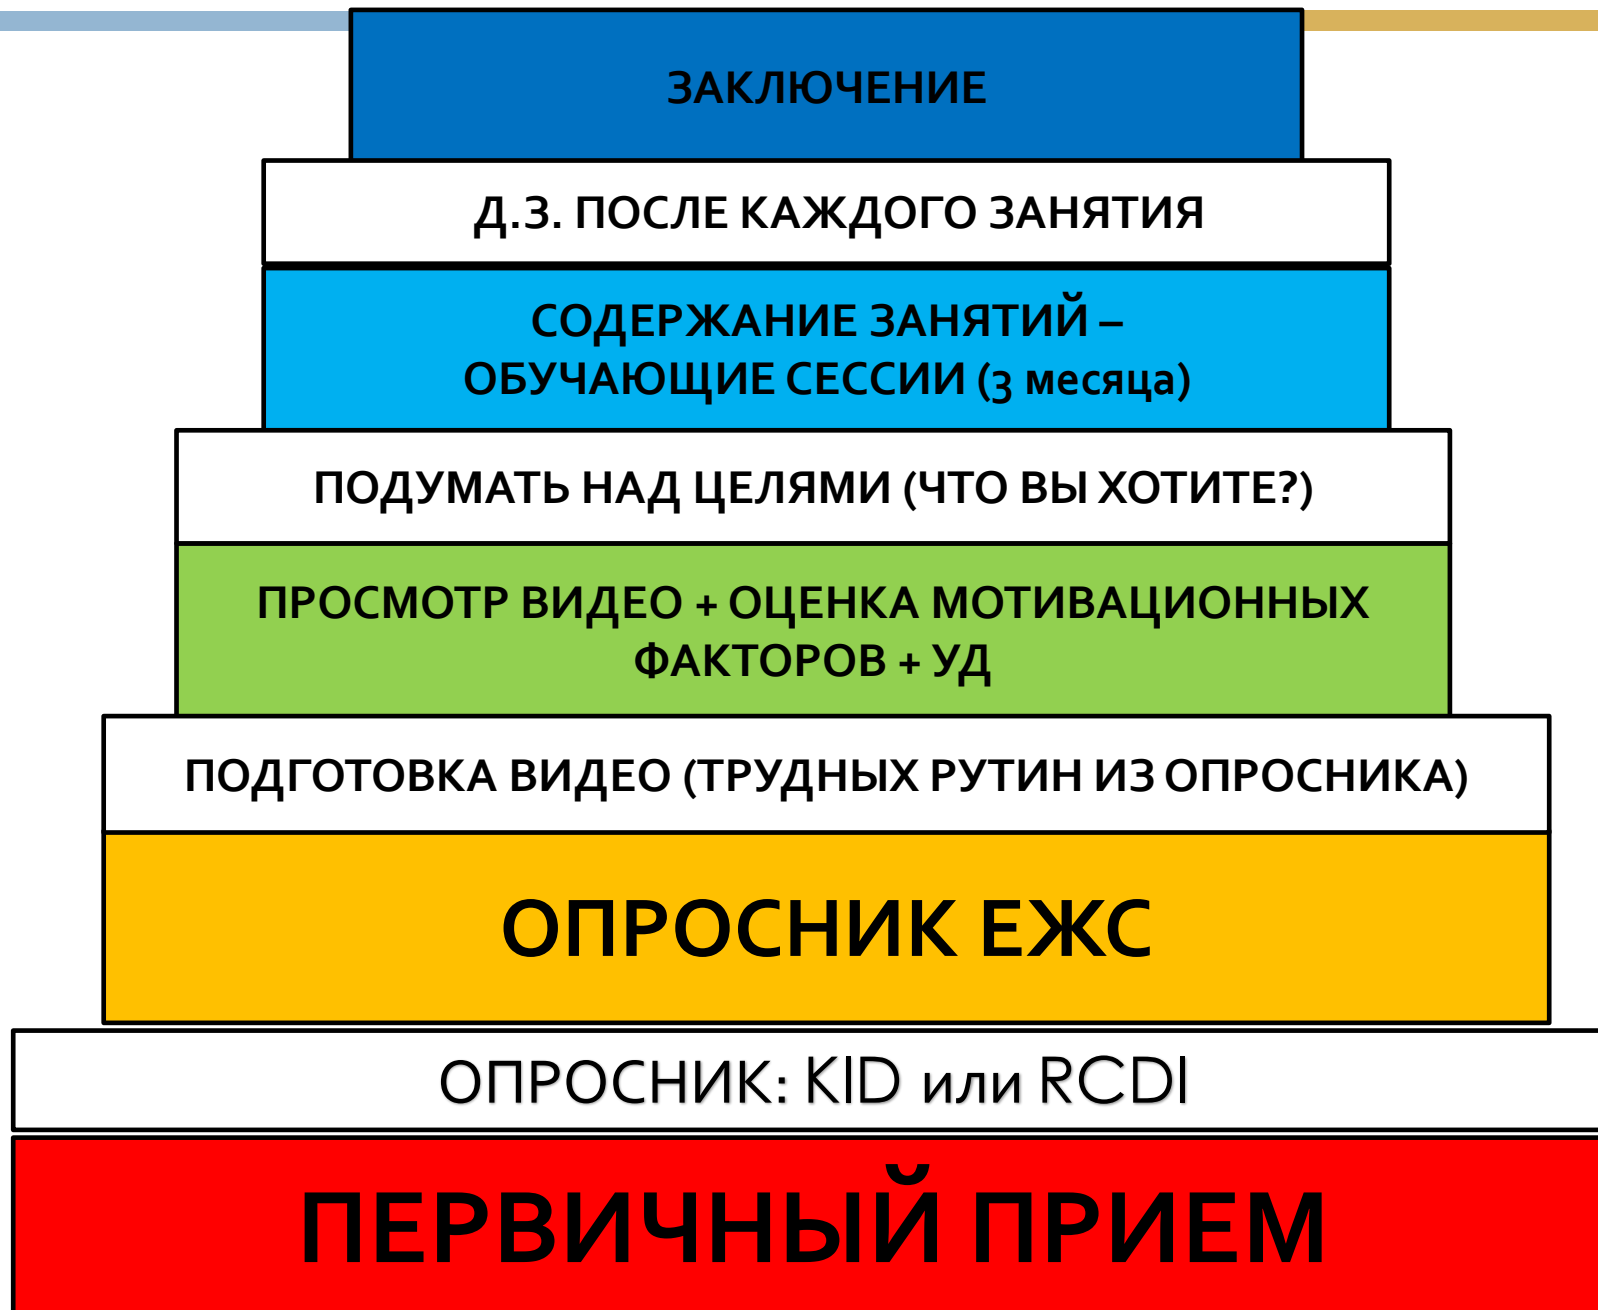 ЗАКЛЮЧЕНИЕ
Д.З. ПОСЛЕ КАЖДОГО ЗАНЯТИЯ
СОДЕРЖАНИЕ ЗАНЯТИЙ –
ОБУЧАЮЩИЕ СЕССИИ (3 месяца)
ПОДУМАТЬ НАД ЦЕЛЯМИ (ЧТО ВЫ ХОТИТЕ?)
ПРОСМОТР ВИДЕО + ОЦЕНКА МОТИВАЦИОННЫХ
ФАКТОРОВ + УД
ПОДГОТОВКА ВИДЕО (ТРУДНЫХ РУТИН ИЗ ОПРОСНИКА)
ОПРОСНИК ЕЖС
ОПРОСНИК: KID или RCDI
ПЕРВИЧНЫЙ ПРИЕМ